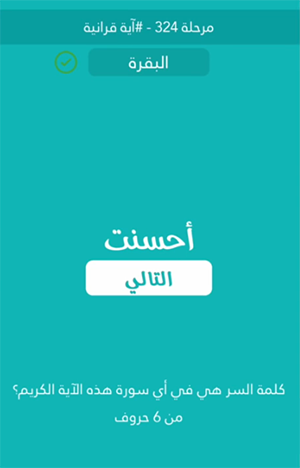 مرحلة 324 - #آية قرانية
البقرة
أحسنت
التالي
كلمة السر هي في أي سورة هذه الآية الكريم؟
من 6 حروف